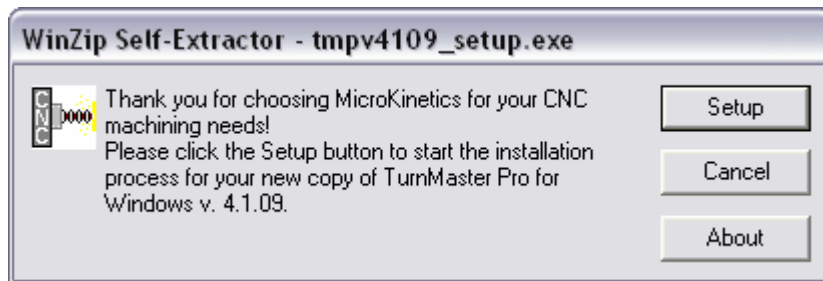 WinZip Self-Extractor - tmpv4109_setup.exe
CNC
Thank you for choosing MicroKinetics for your CNC
machining needs!
Please click the Setup button to start the installation
process for your new copy of TurnMaster Pro for
Windows v. 4.1.09.
Setup
Cancel
About